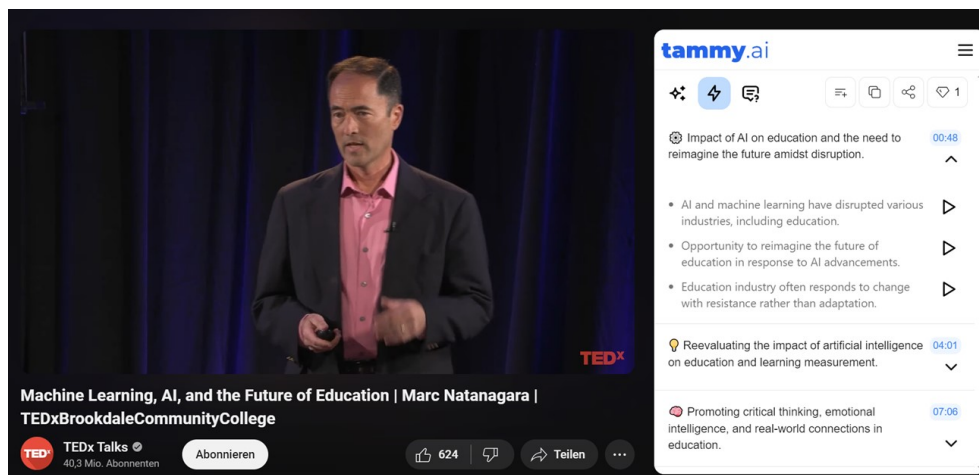 TEDx
Machine Learning, AI, and the Future of Education | Marc Natanagara |
TEDxBrookdaleCommunityCollege
TED×
TEDx Talks
40,3 Mio. Abonnenten
Abonnieren
624
Teilen
tammy.ai
1
Impact of AI on education and the need to
reimagine the future amidst disruption.
00:48
AI and machine learning have disrupted various
industries, including education.
Opportunity to reimagine the future of
education in response to AI advancements.
Education industry often responds to change
with resistance rather than adaptation.
Reevaluating the impact of artificial intelligence
on education and learning measurement.
04:01
Promoting critical thinking, emotional
intelligence, and real-world connections in
education.
07:06